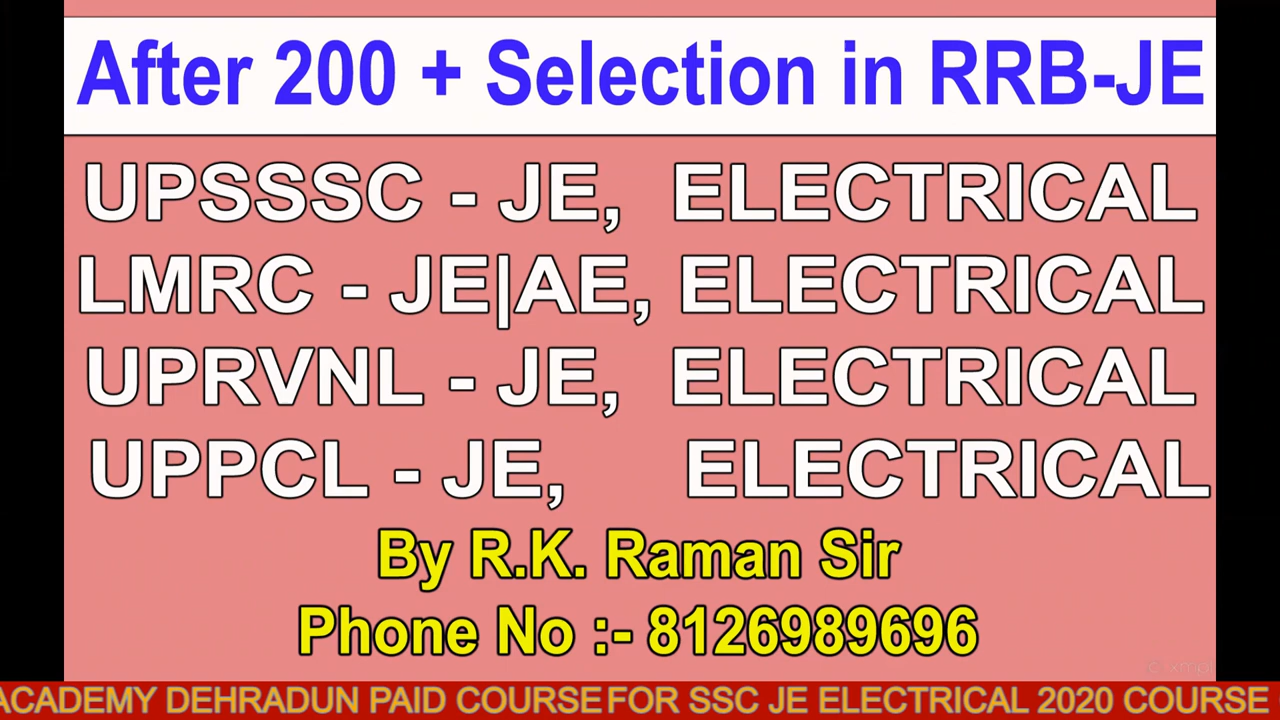 After 200 + Selection in RRB-JE
UPSSSC - JE, ELECTRICAL
LMRC - JE|AE, ELECTRICAL
UPRVNL - JE, ELECTRICAL
UPPCL - JE, ELECTRICAL
By R.K. Raman Sir
Phone No :- 8126989696
ACADEMY DEHRADUN PAID COURSE FOR SSC JE ELECTRICAL 2020 COURSE